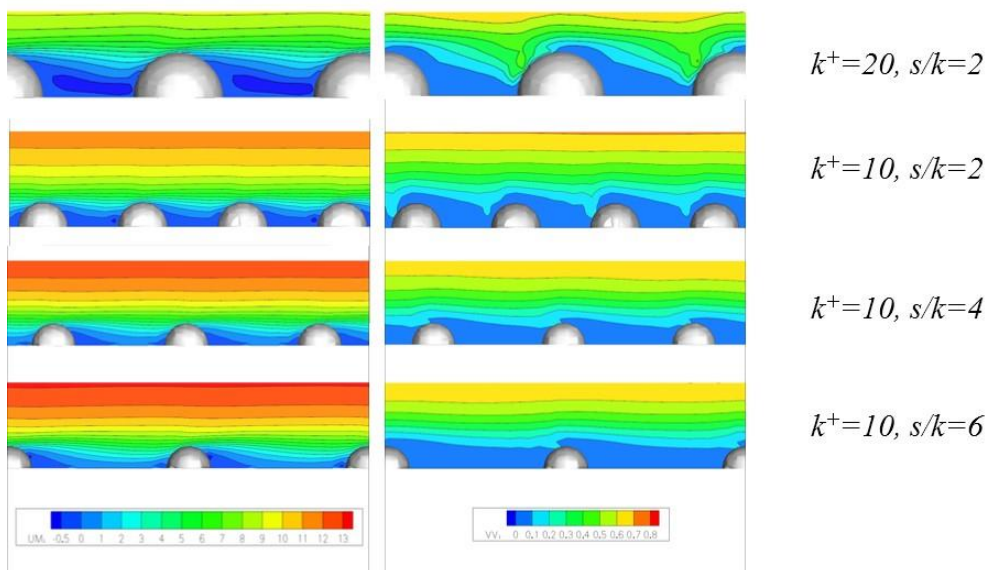 k⁺=20, s/k=2
k⁺=10, s/k=2
k⁺=10, s/k=4
k⁺=10, s/k=6
UM: -0.5 0 1 2 3 4 5 6 7 8 9 10 11 12 13
VV: 0 0.1 0.2 0.3 0.4 0.5 0.6 0.7 0.8